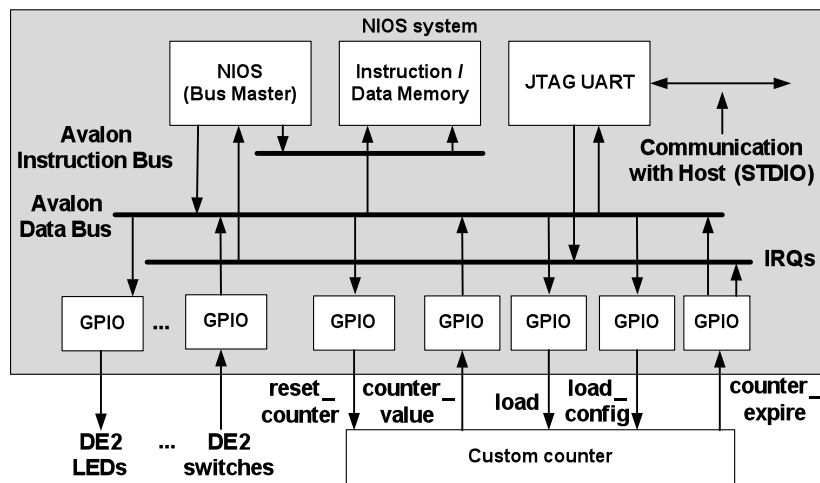 NIOS system
NIOS
(Bus Master)
Instruction /
Data Memory
JTAG UART
Avalon
Instruction Bus
Communication
with Host (STDIO)
Avalon
Data Bus
IRQs
GPIO
...
GPIO
GPIO
GPIO
GPIO
GPIO
GPIO
reset_
counter
counter_
value
load
load_
config
counter_
expire
DE2
LEDs
...
DE2
switches
Custom counter